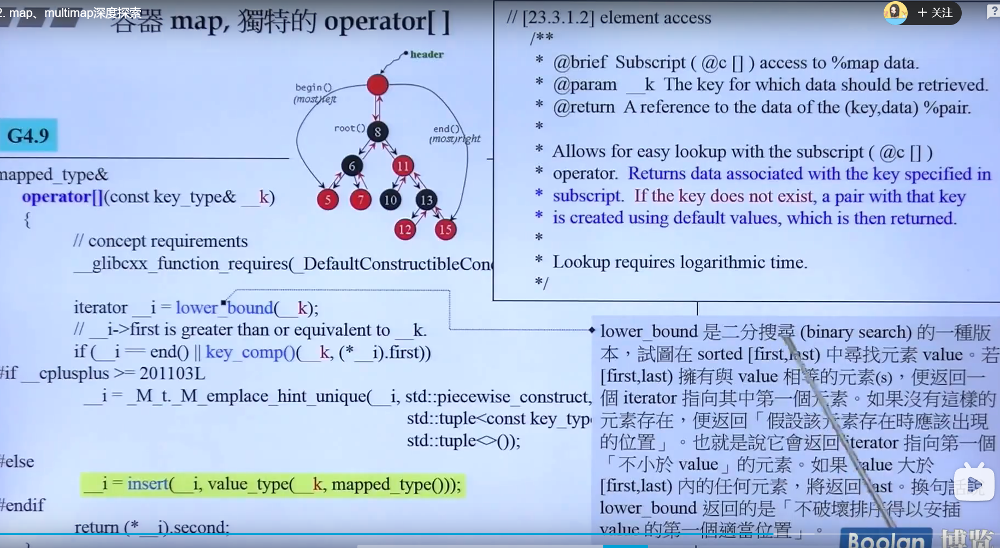 2. map、multimap深度探索
容器 map, 獨特的 operator[ ]
关注
header
begin()
(most)left
root()
end()
(most)right
8
6
11
5
7
10
13
12
15
G4.9
mapped_type&
operator[](const key_type& __k)
{
// concept requirements
__glibcxx_function_requires(_DefaultConstructibleCon
iterator __i = lower_bound(__k);
// __i->first is greater than or equivalent to __k.
if (__i == end() || key_comp()(__k, (*__i).first))
#if __cplusplus >= 201103L
__i = _M_t._M_emplace_hint_unique(__i, std::piecewise_construct,
std::tuple<const key_typ
std::tuple<>());
#else
__i = insert(__i, value_type(__k, mapped_type()));
#endif
return (*__i).second;
}
// [23.3.1.2] element access
/**
* @brief Subscript ( @c [] ) access to %map data.
* @param __k The key for which data should be retrieved.
* @return A reference to the data of the (key,data) %pair.
*
* Allows for easy lookup with the subscript ( @c [] )
* operator. Returns data associated with the key specified in
* subscript. If the key does not exist, a pair with that key
* is created using default values, which is then returned.
*
* Lookup requires logarithmic time.
*/
lower_bound 是二分搜尋 (binary search) 的一種版
本，試圖在 sorted [first,last) 中尋找元素 value。若
[first,last) 擁有與 value 相等的元素(s)，便返回一
個 iterator 指向其中第一個元素。如果沒有這樣的
元素存在，便返回「假設該元素存在時應該出現
的位置」。也就是說它會返回 iterator 指向第一個
「不小於 value」的元素。如果 value 大於
[first,last) 內的任何元素，將返回 last。換句話說
lower_bound 返回的是「不破壞排序得以安插
value 的第一個適當位置」。
Boolan 博览